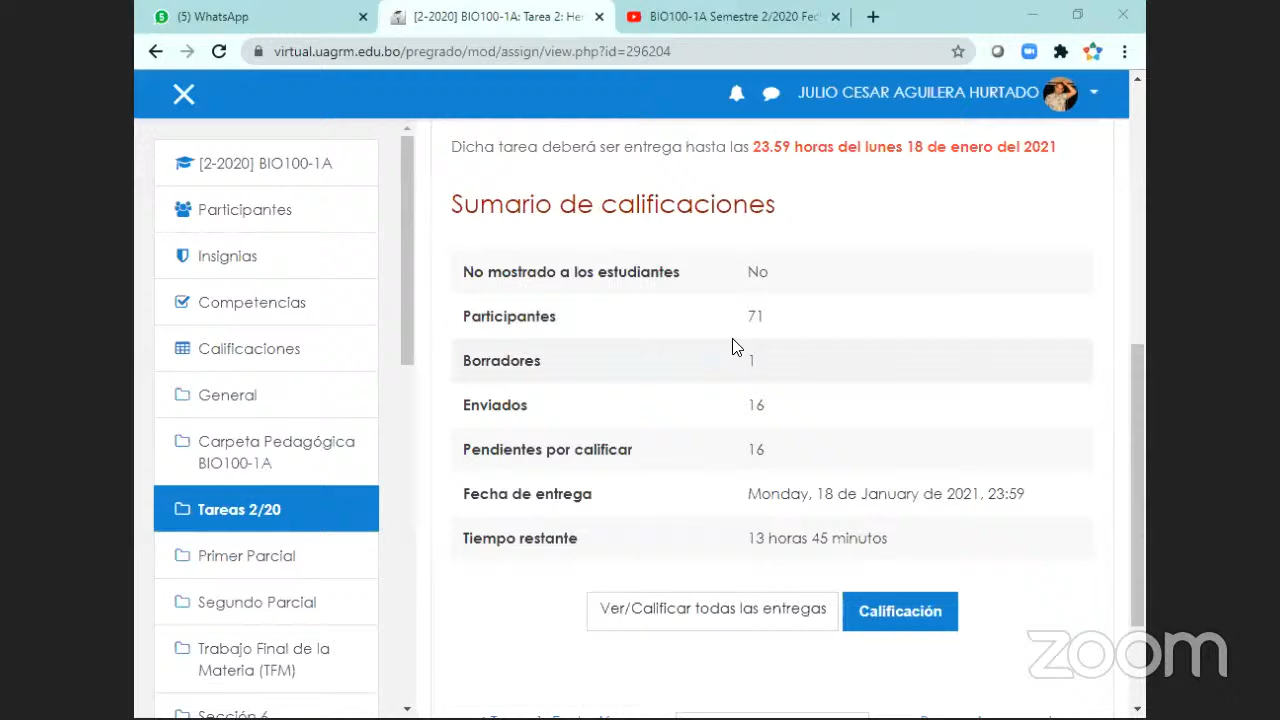 (5) WhatsApp
[2-2020] BIO100-1A: Tarea 2: He
BIO100-1A Semestre 2/2020 Fec
virtual.uagrm.edu.bo/pregrado/mod/assign/view.php?id=296204
JULIO CESAR AGUILERA HURTADO
[2-2020] BIO100-1A
Participantes
Insignias
Competencias
Calificaciones
General
Carpeta Pedagógica
BIO100-1A
Tareas 2/20
Primer Parcial
Segundo Parcial
Trabajo Final de la
Materia (TFM)
Sección 6
Dicha tarea deberá ser entrega hasta las 23.59 horas del lunes 18 de enero del 2021
Sumario de calificaciones
No mostrado a los estudiantes No
Participantes 71
Borradores 1
Enviados 16
Pendientes por calificar 16
Fecha de entrega Monday, 18 de January de 2021, 23:59
Tiempo restante 13 horas 45 minutos
Ver/Calificar todas las entregas
Calificación
zoom